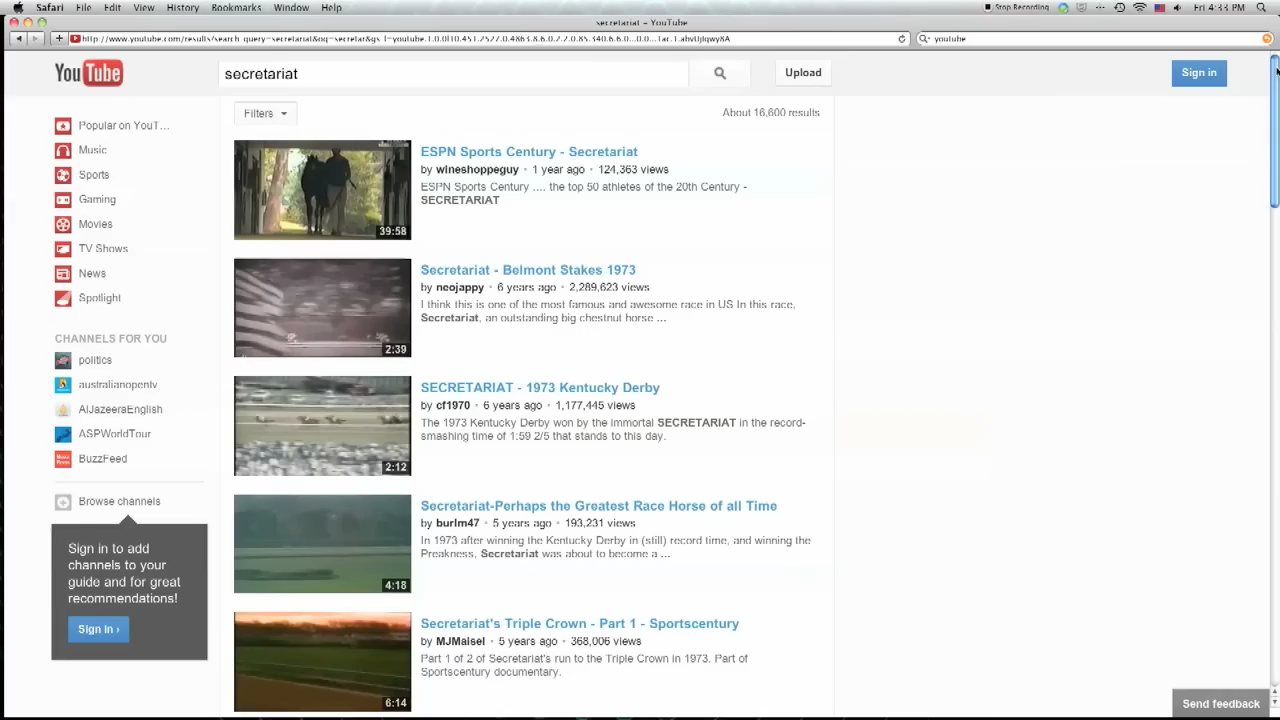 Safari File Edit View History Bookmarks Window Help
Stop Recording
Fri 4:33 PM
secretariat – YouTube
youtube
YouTube
secretariat
Upload
Sign in
Filters
About 16,600 results
Popular on YouT…
Music
Sports
Gaming
Movies
TV Shows
News
Spotlight
CHANNELS FOR YOU
politics
australianopentv
AlJazeeraEnglish
ASPWorldTour
BuzzFeed
Browse channels
Sign in to add
channels to your
guide and for great
recommendations!
Sign in ›
39:58
ESPN Sports Century - Secretariat
by wineshoppeguy · 1 year ago · 124,363 views
ESPN Sports Century .... the top 50 athletes of the 20th Century -
SECRETARIAT
2:39
Secretariat - Belmont Stakes 1973
by neojappy · 6 years ago · 2,289,623 views
I think this is one of the most famous and awesome race in US In this race,
Secretariat, an outstanding big chestnut horse ...
2:12
SECRETARIAT - 1973 Kentucky Derby
by cf1970 · 6 years ago · 1,177,445 views
The 1973 Kentucky Derby won by the immortal SECRETARIAT in the record-
smashing time of 1:59 2/5 that stands to this day.
4:18
Secretariat-Perhaps the Greatest Race Horse of all Time
by burlm47 · 5 years ago · 193,231 views
In 1973 after winning the Kentucky Derby in (still) record time, and winning the
Preakness, Secretariat was about to become a ...
6:14
Secretariat's Triple Crown - Part 1 - Sportscentury
by MJMaisel · 5 years ago · 368,006 views
Part 1 of 2 of Secretariat's run to the Triple Crown in 1973. Part of
Sportscentury documentary.
Send feedback